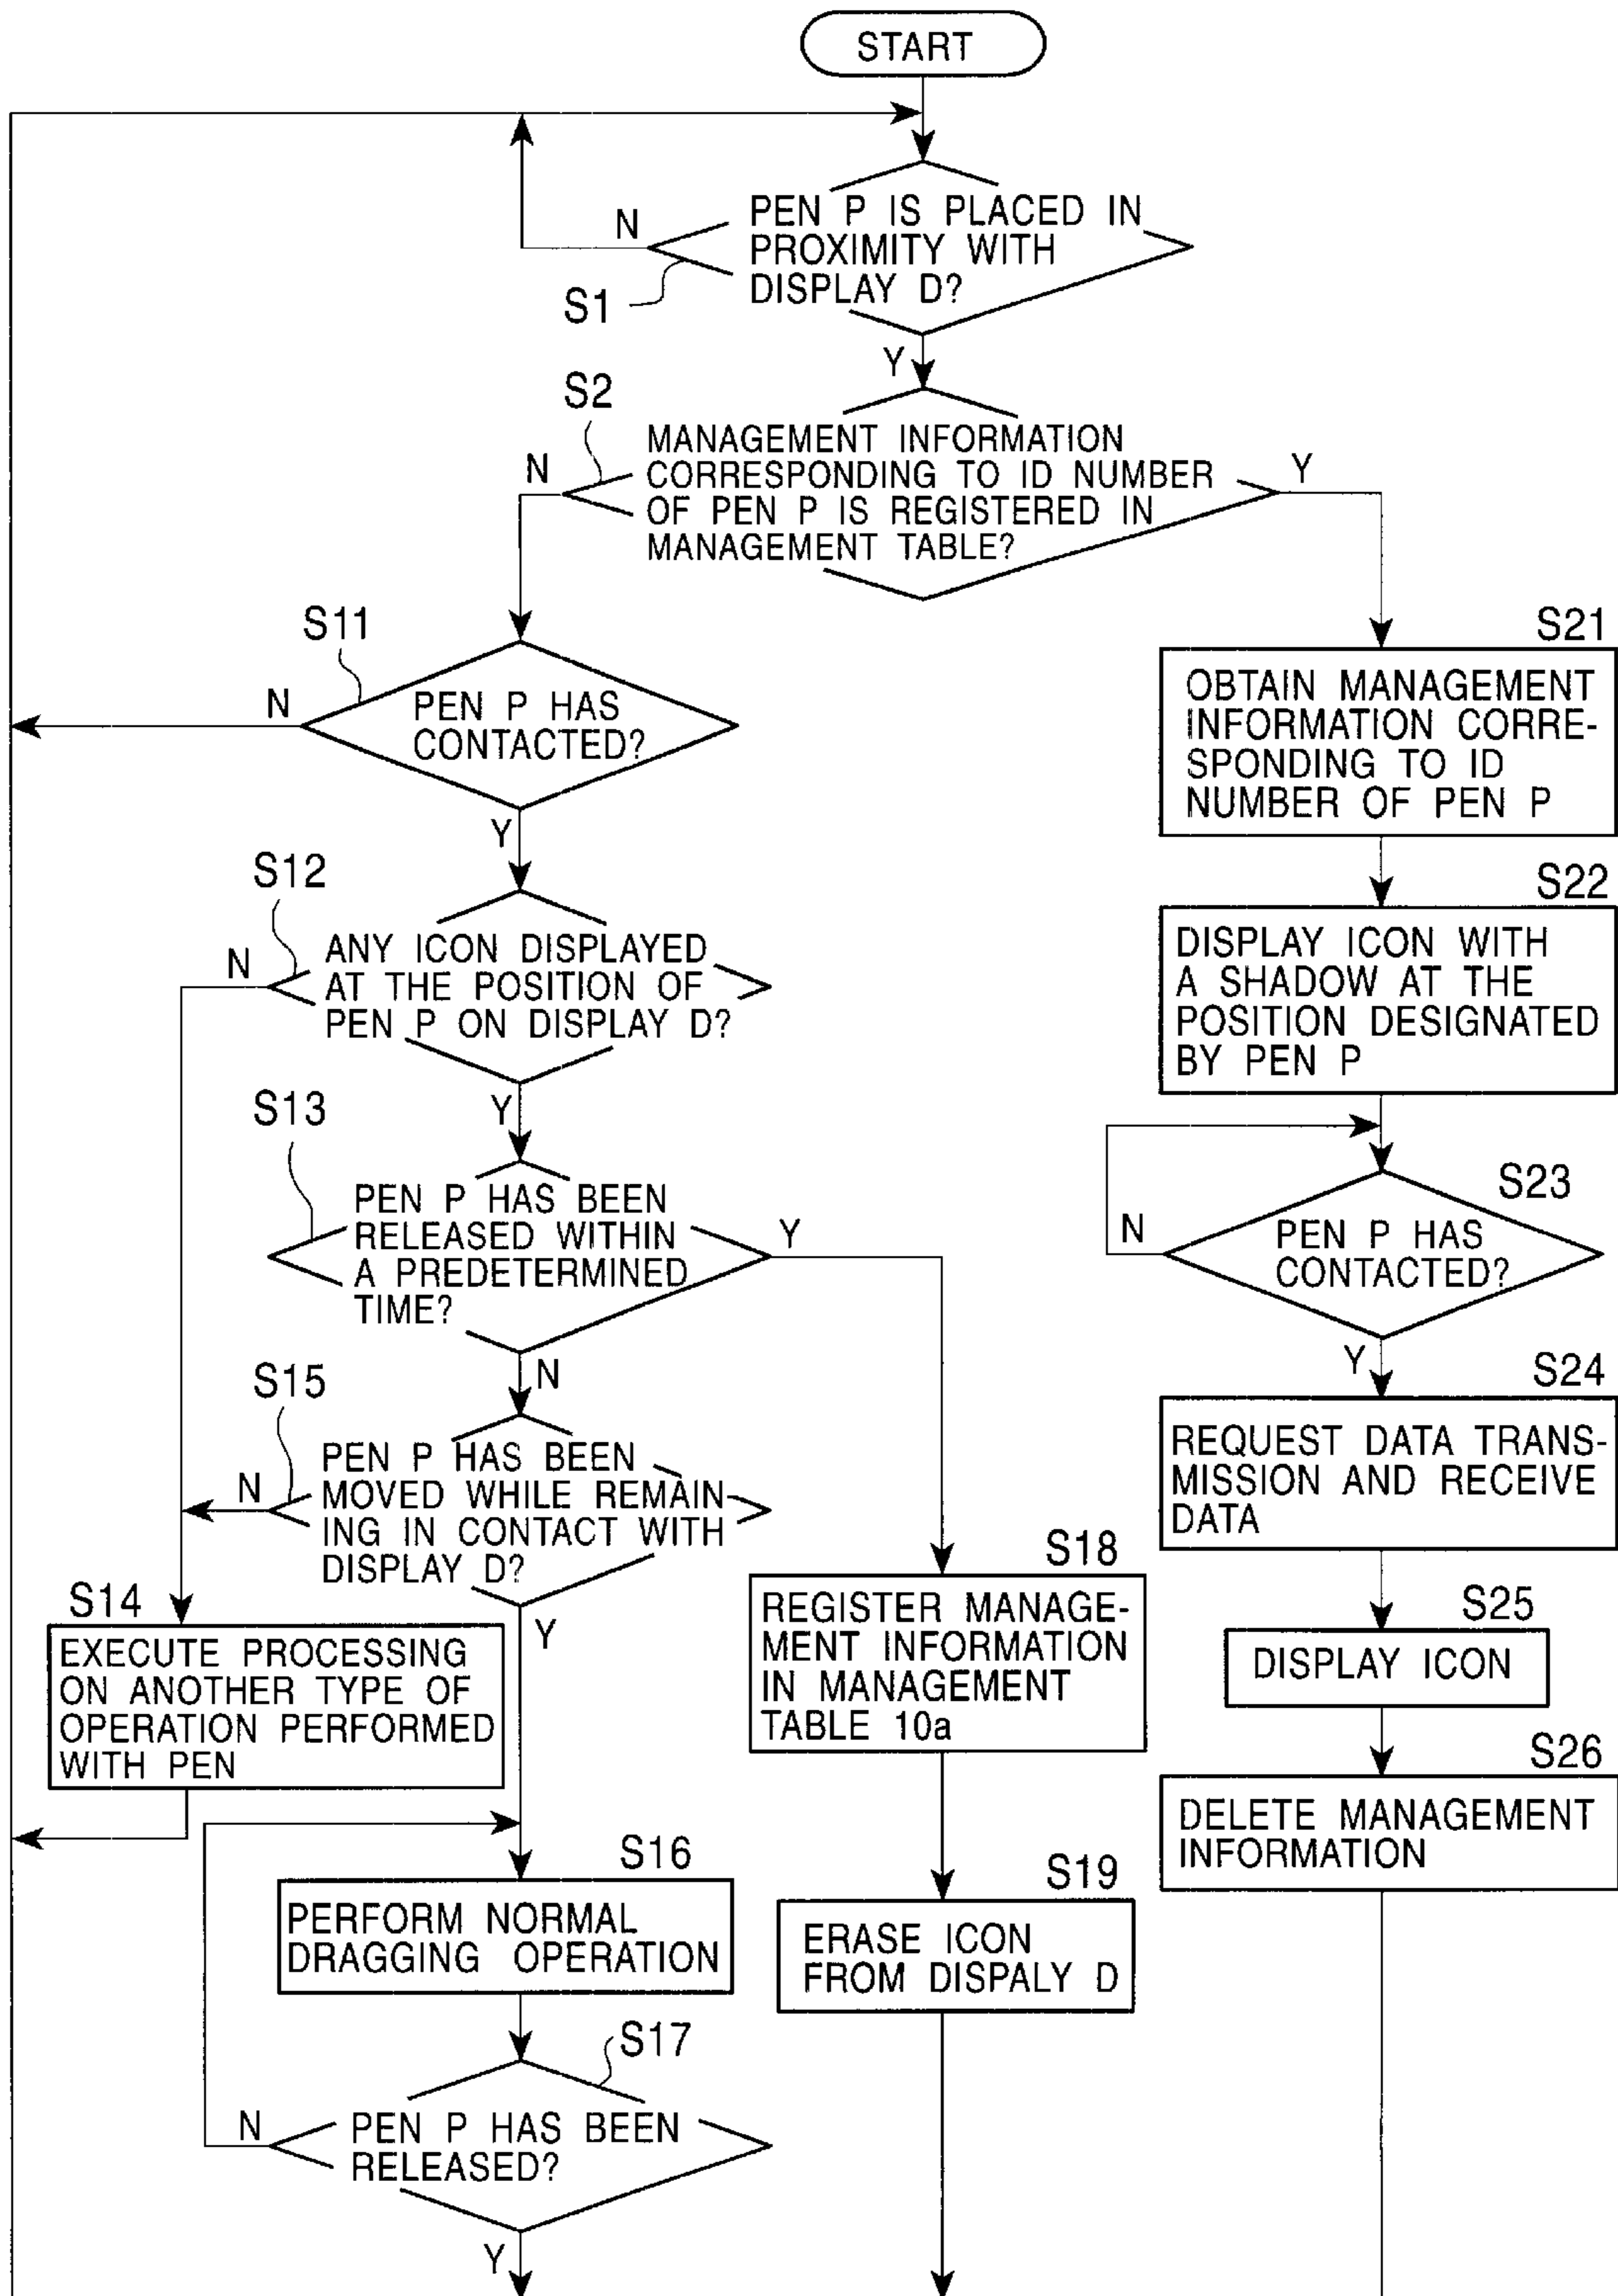 START
PEN P IS PLACED IN
PROXIMITY WITH
DISPLAY D?
N
S1
Y
S2
MANAGEMENT INFORMATION
CORRESPONDING TO ID NUMBER
OF PEN P IS REGISTERED IN
MANAGEMENT TABLE?
N
Y
S11
PEN P HAS
CONTACTED?
N
Y
S12
ANY ICON DISPLAYED
AT THE POSITION OF
PEN P ON DISPLAY D?
N
Y
S13
PEN P HAS BEEN
RELEASED WITHIN
A PREDETERMINED
TIME?
Y
N
S15
PEN P HAS BEEN
MOVED WHILE REMAIN-
ING IN CONTACT WITH
DISPLAY D?
N
Y
S14
EXECUTE PROCESSING
ON ANOTHER TYPE OF
OPERATION PERFORMED
WITH PEN
S16
PERFORM NORMAL
DRAGGING OPERATION
S17
PEN P HAS BEEN
RELEASED?
N
Y
S18
REGISTER MANAGE-
MENT INFORMATION
IN MANAGEMENT
TABLE 10a
S19
ERASE ICON
FROM DISPALY D
S21
OBTAIN MANAGEMENT
INFORMATION CORRE-
SPONDING TO ID
NUMBER OF PEN P
S22
DISPLAY ICON WITH
A SHADOW AT THE
POSITION DESIGNATED
BY PEN P
S23
PEN P HAS
CONTACTED?
N
Y
S24
REQUEST DATA TRANS-
MISSION AND RECEIVE
DATA
S25
DISPLAY ICON
S26
DELETE MANAGEMENT
INFORMATION